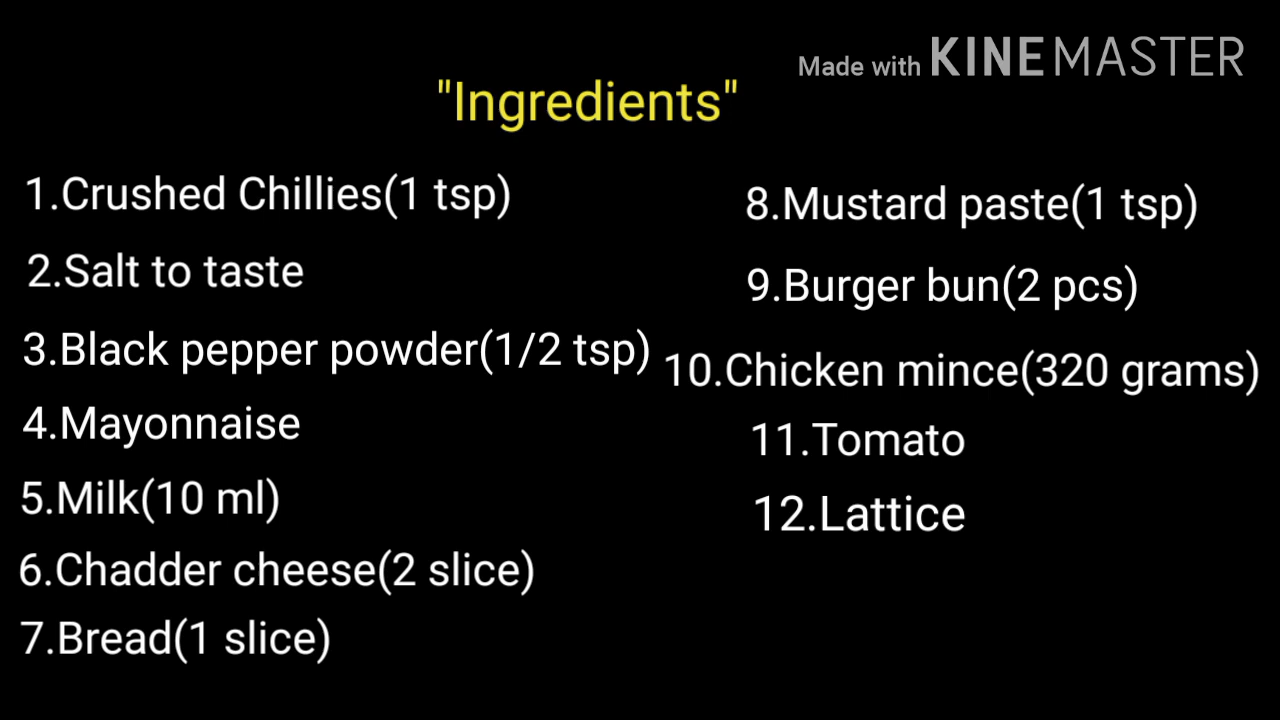 Made with KINEMASTER
"Ingredients"
1.Crushed Chillies(1 tsp)
2.Salt to taste
3.Black pepper powder(1/2 tsp)
4.Mayonnaise
5.Milk(10 ml)
6.Chadder cheese(2 slice)
7.Bread(1 slice)
8.Mustard paste(1 tsp)
9.Burger bun(2 pcs)
10.Chicken mince(320 grams)
11.Tomato
12.Lattice